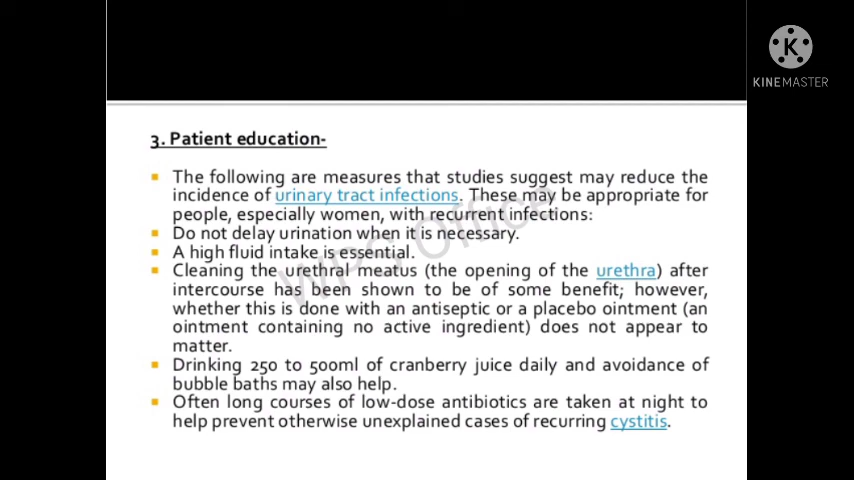 K
KINEMASTER
3. Patient education-
The following are measures that studies suggest may reduce the
incidence of urinary tract infections. These may be appropriate for
people, especially women, with recurrent infections:
Do not delay urination when it is necessary.
A high fluid intake is essential.
Cleaning the urethral meatus (the opening of the urethra) after
intercourse has been shown to be of some benefit; however,
whether this is done with an antiseptic or a placebo ointment (an
ointment containing no active ingredient) does not appear to
matter.
Drinking 250 to 500ml of cranberry juice daily and avoidance of
bubble baths may also help.
Often long courses of low-dose antibiotics are taken at night to
help prevent otherwise unexplained cases of recurring cystitis.
WPS Office